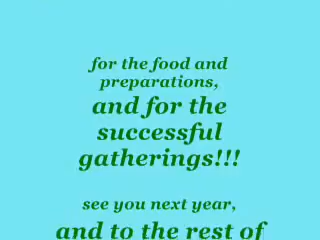 for the food and
preparations,
and for the
successful
gatherings!!!
see you next year,
and to the rest of